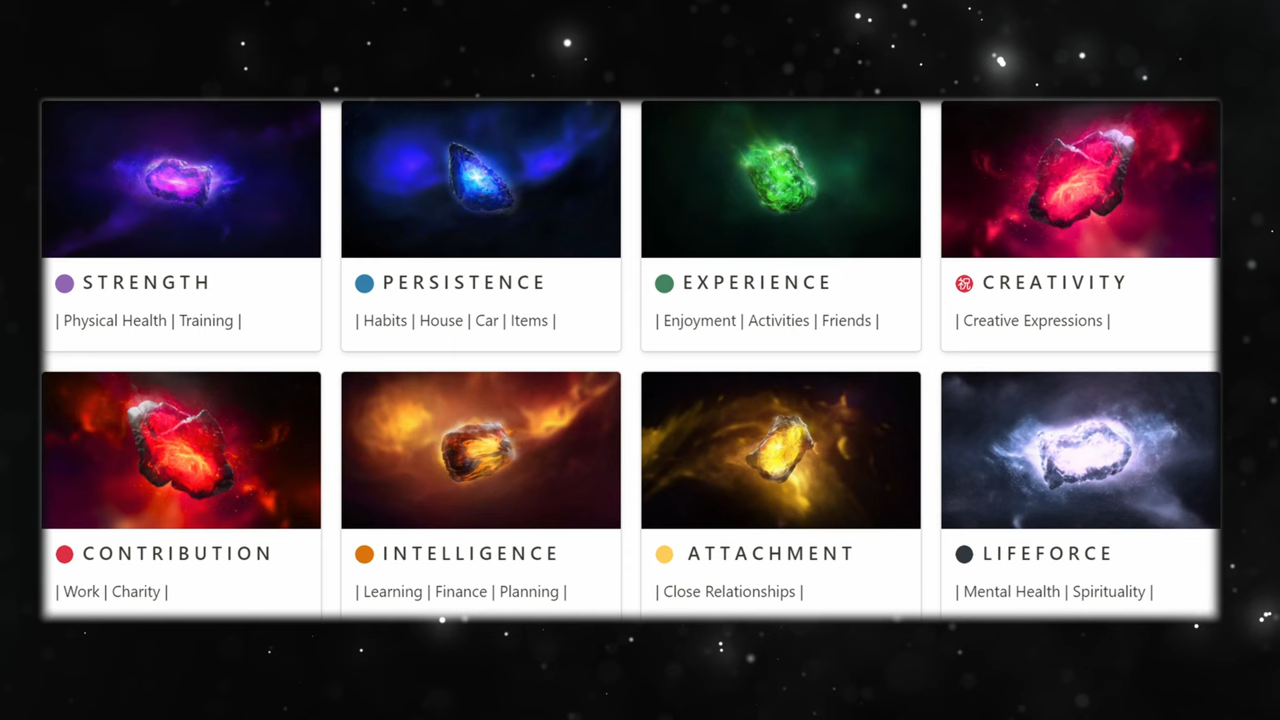 STRENGTH
| Physical Health | Training |
PERSISTENCE
| Habits | House | Car | Items |
EXPERIENCE
| Enjoyment | Activities | Friends |
㊗ CREATIVITY
| Creative Expressions |
CONTRIBUTION
| Work | Charity |
INTELLIGENCE
| Learning | Finance | Planning |
ATTACHMENT
| Close Relationships |
LIFEFORCE
| Mental Health | Spirituality |